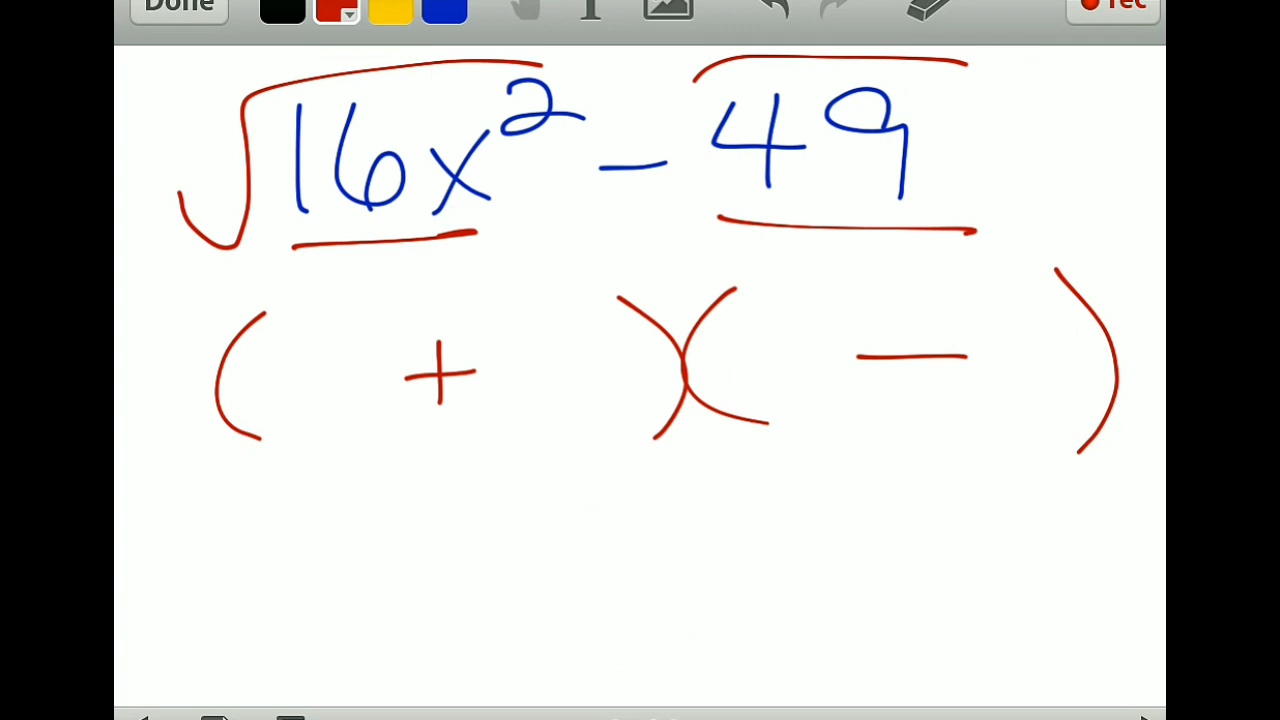 Done T rec
√16x² - 49
( + )( - )